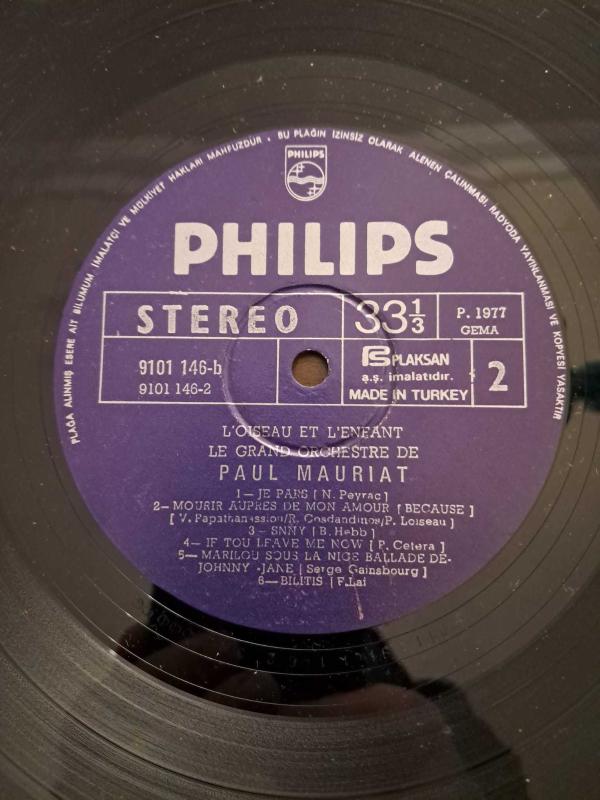 PLAĞA ALINMIŞ ESERE AİT BİLUMUM İMALATÇI VE MÜLKİYET HAKLARI MAHFUZDUR • BU PLAĞIN İZİNSİZ OLARAK ALENEN ÇALINMASI, RADYODA YAYINLANMASI VE KOPYESİ YASAKTIR
PHILIPS
PHILIPS
STEREO
33⅓
P. 1977
GEMA
9101 146-b
9101 146-2
PLAKSAN
a.ş. imalatıdır.
MADE IN TURKEY
2
L'OISEAU ET L'ENFANT
LE GRAND ORCHESTRE DE
PAUL MAURIAT
1— JE PARS [ N. Peyrac]
2— MOURIR AUPRES DE MON AMOUR [ BECAUSE ]
[ V. Papathanassiou/R. Cosdandinos/P. Loiseau ]
3— SNNY [ B. Hebb]
4— IF TOU LEAVE ME NOW [ P. Cetera ]
5— MARILOU SOUS LA NIGE BALLADE DE-
JOHNNY -JANE [ Serge Gainsbourg ]
6— BILITIS [ F.Lai